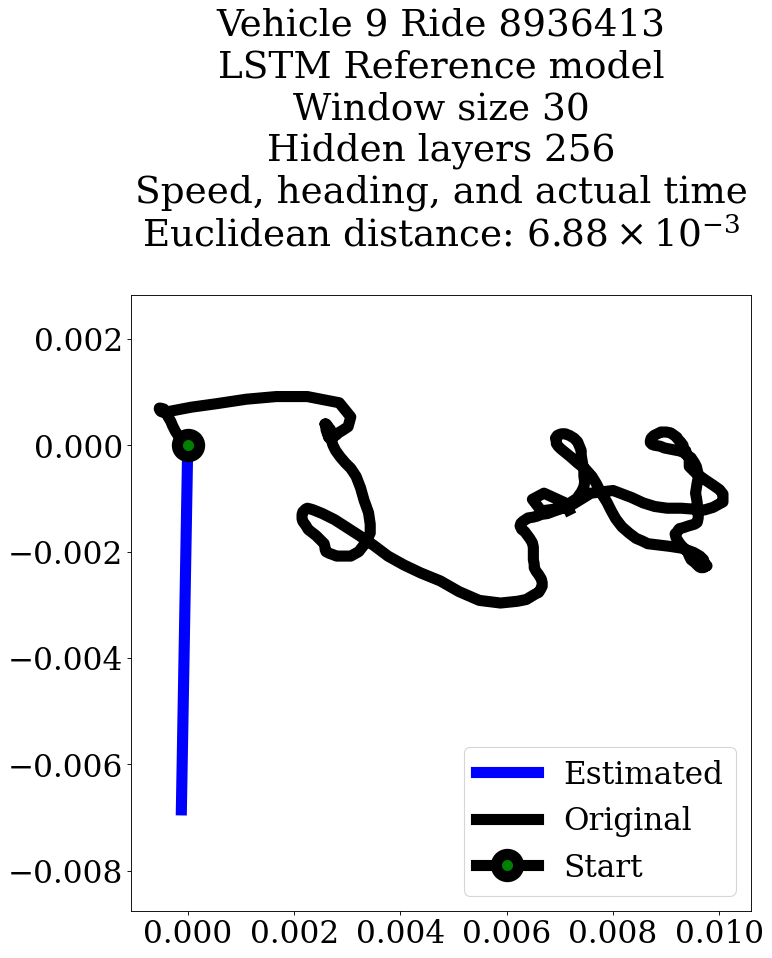 Vehicle 9 Ride 8936413
LSTM Reference model
Window size 30
Hidden layers 256
Speed, heading, and actual time
Euclidean distance: 6.88 × 10⁻³
0.002
0.000
−0.002
−0.004
−0.006
−0.008
Estimated
Original
Start
0.000 0.002 0.004 0.006 0.008 0.010